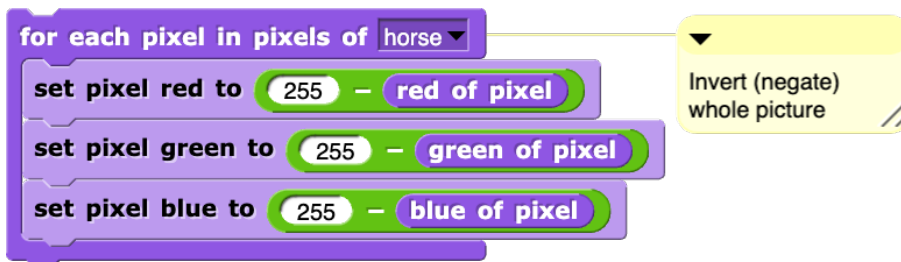 for each pixel in pixels of horse
set pixel red to 255 - red of pixel
set pixel green to 255 - green of pixel
set pixel blue to 255 - blue of pixel
Invert (negate)
whole picture